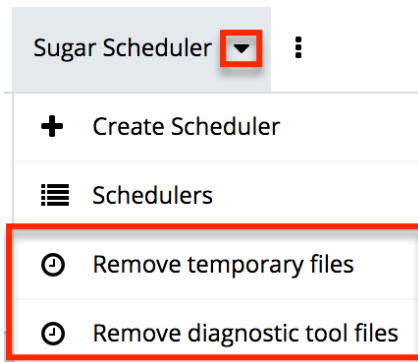 Sugar Scheduler
Create Scheduler
Schedulers
Remove temporary files
Remove diagnostic tool files